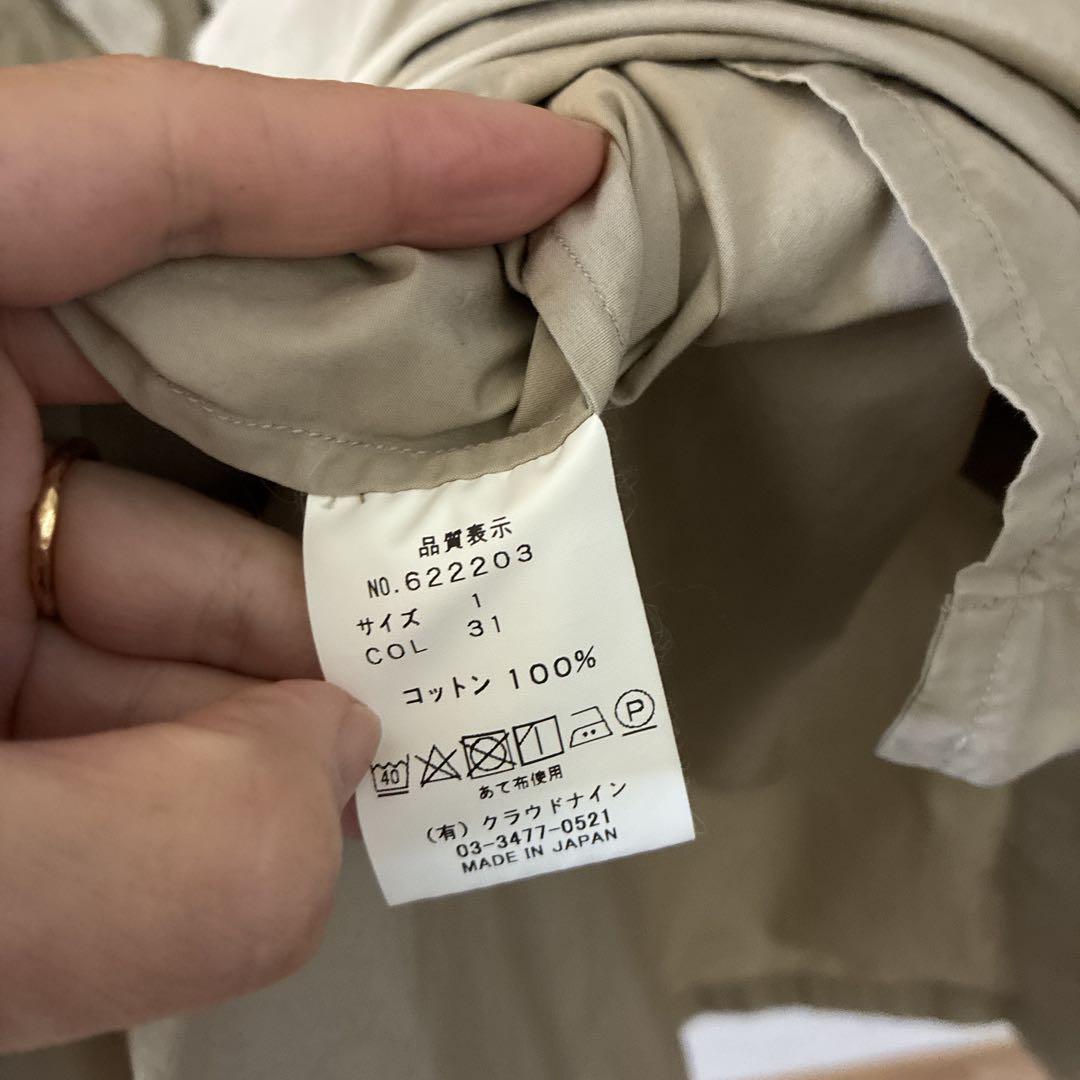 品質表示
NO.622203
サイズ 1
COL 31
コットン 100%
40 P
あて布使用
(有)クラウドナイン
03-3477-0521
MADE IN JAPAN